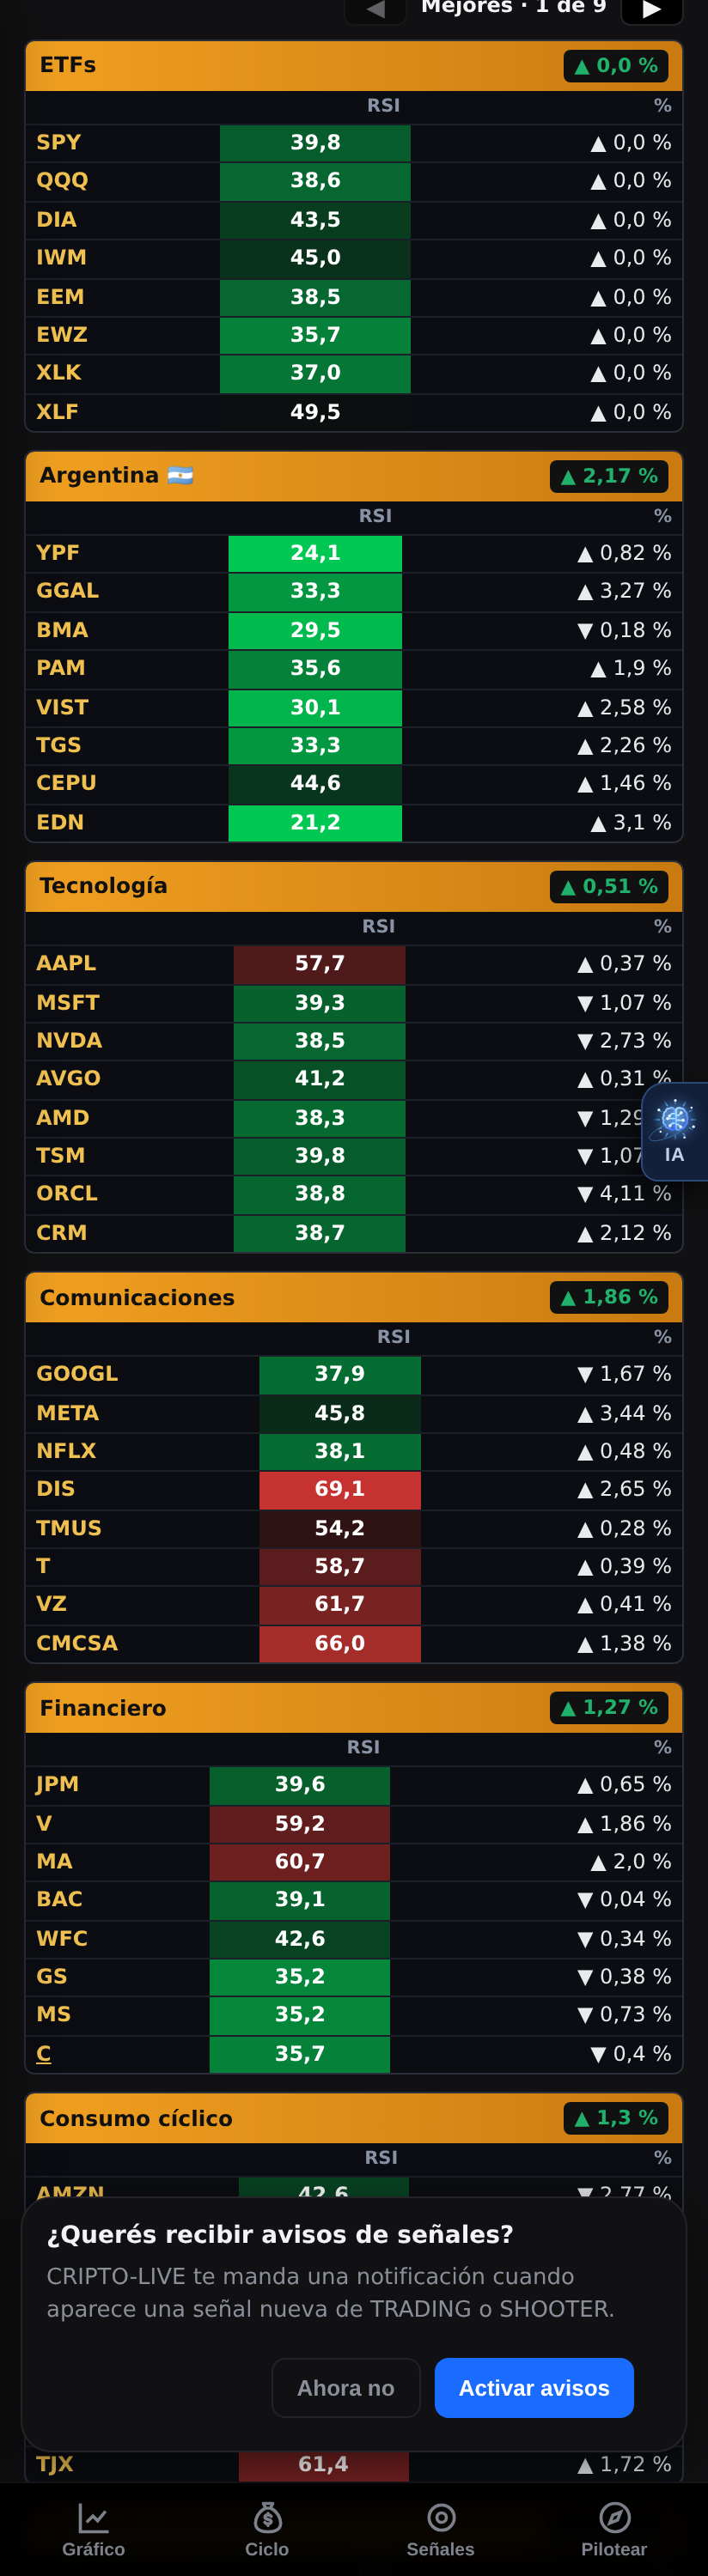 ◀ Mejores · 1 de 9 ▶
ETFs ▲ 0,0 %
RSI %
SPY 39,8 ▲ 0,0 %
QQQ 38,6 ▲ 0,0 %
DIA 43,5 ▲ 0,0 %
IWM 45,0 ▲ 0,0 %
EEM 38,5 ▲ 0,0 %
EWZ 35,7 ▲ 0,0 %
XLK 37,0 ▲ 0,0 %
XLF 49,5 ▲ 0,0 %
Argentina 🇦🇷 ▲ 2,17 %
RSI %
YPF 24,1 ▲ 0,82 %
GGAL 33,3 ▲ 3,27 %
BMA 29,5 ▼ 0,18 %
PAM 35,6 ▲ 1,9 %
VIST 30,1 ▲ 2,58 %
TGS 33,3 ▲ 2,26 %
CEPU 44,6 ▲ 1,46 %
EDN 21,2 ▲ 3,1 %
Tecnología ▲ 0,51 %
RSI %
AAPL 57,7 ▲ 0,37 %
MSFT 39,3 ▼ 1,07 %
NVDA 38,5 ▼ 2,73 %
AVGO 41,2 ▲ 0,31 %
AMD 38,3 ▼ 1,29
TSM 39,8 ▼ 1,07
IA
ORCL 38,8 ▼ 4,11 %
CRM 38,7 ▲ 2,12 %
Comunicaciones ▲ 1,86 %
RSI %
GOOGL 37,9 ▼ 1,67 %
META 45,8 ▲ 3,44 %
NFLX 38,1 ▲ 0,48 %
DIS 69,1 ▲ 2,65 %
TMUS 54,2 ▲ 0,28 %
T 58,7 ▲ 0,39 %
VZ 61,7 ▲ 0,41 %
CMCSA 66,0 ▲ 1,38 %
Financiero ▲ 1,27 %
RSI %
JPM 39,6 ▲ 0,65 %
V 59,2 ▲ 1,86 %
MA 60,7 ▲ 2,0 %
BAC 39,1 ▼ 0,04 %
WFC 42,6 ▼ 0,34 %
GS 35,2 ▼ 0,38 %
MS 35,2 ▼ 0,73 %
C 35,7 ▼ 0,4 %
Consumo cíclico ▲ 1,3 %
RSI %
AMZN 42,6 ▼ 2,77 %
¿Querés recibir avisos de señales?
CRIPTO-LIVE te manda una notificación cuando
aparece una señal nueva de TRADING o SHOOTER.
Ahora no Activar avisos
TJX 61,4 ▲ 1,72 %
Gráfico Ciclo Señales Pilotear